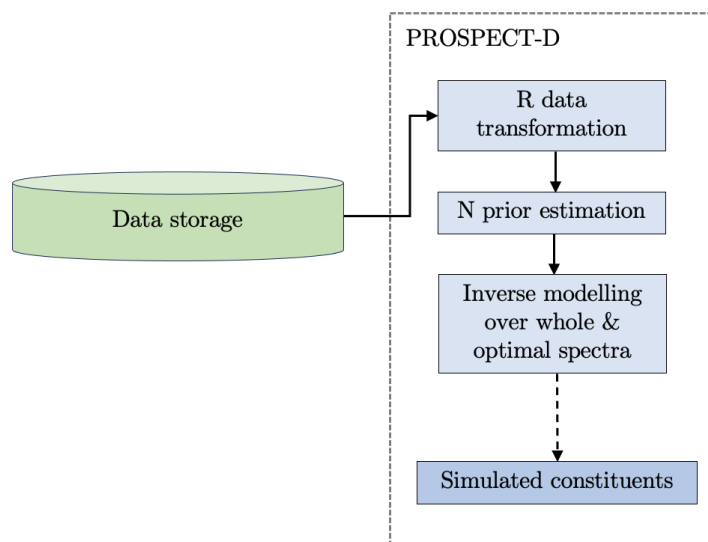 PROSPECT-D
R data
transformation
Data storage
N prior estimation
Inverse modelling
over whole &
optimal spectra
Simulated constituents